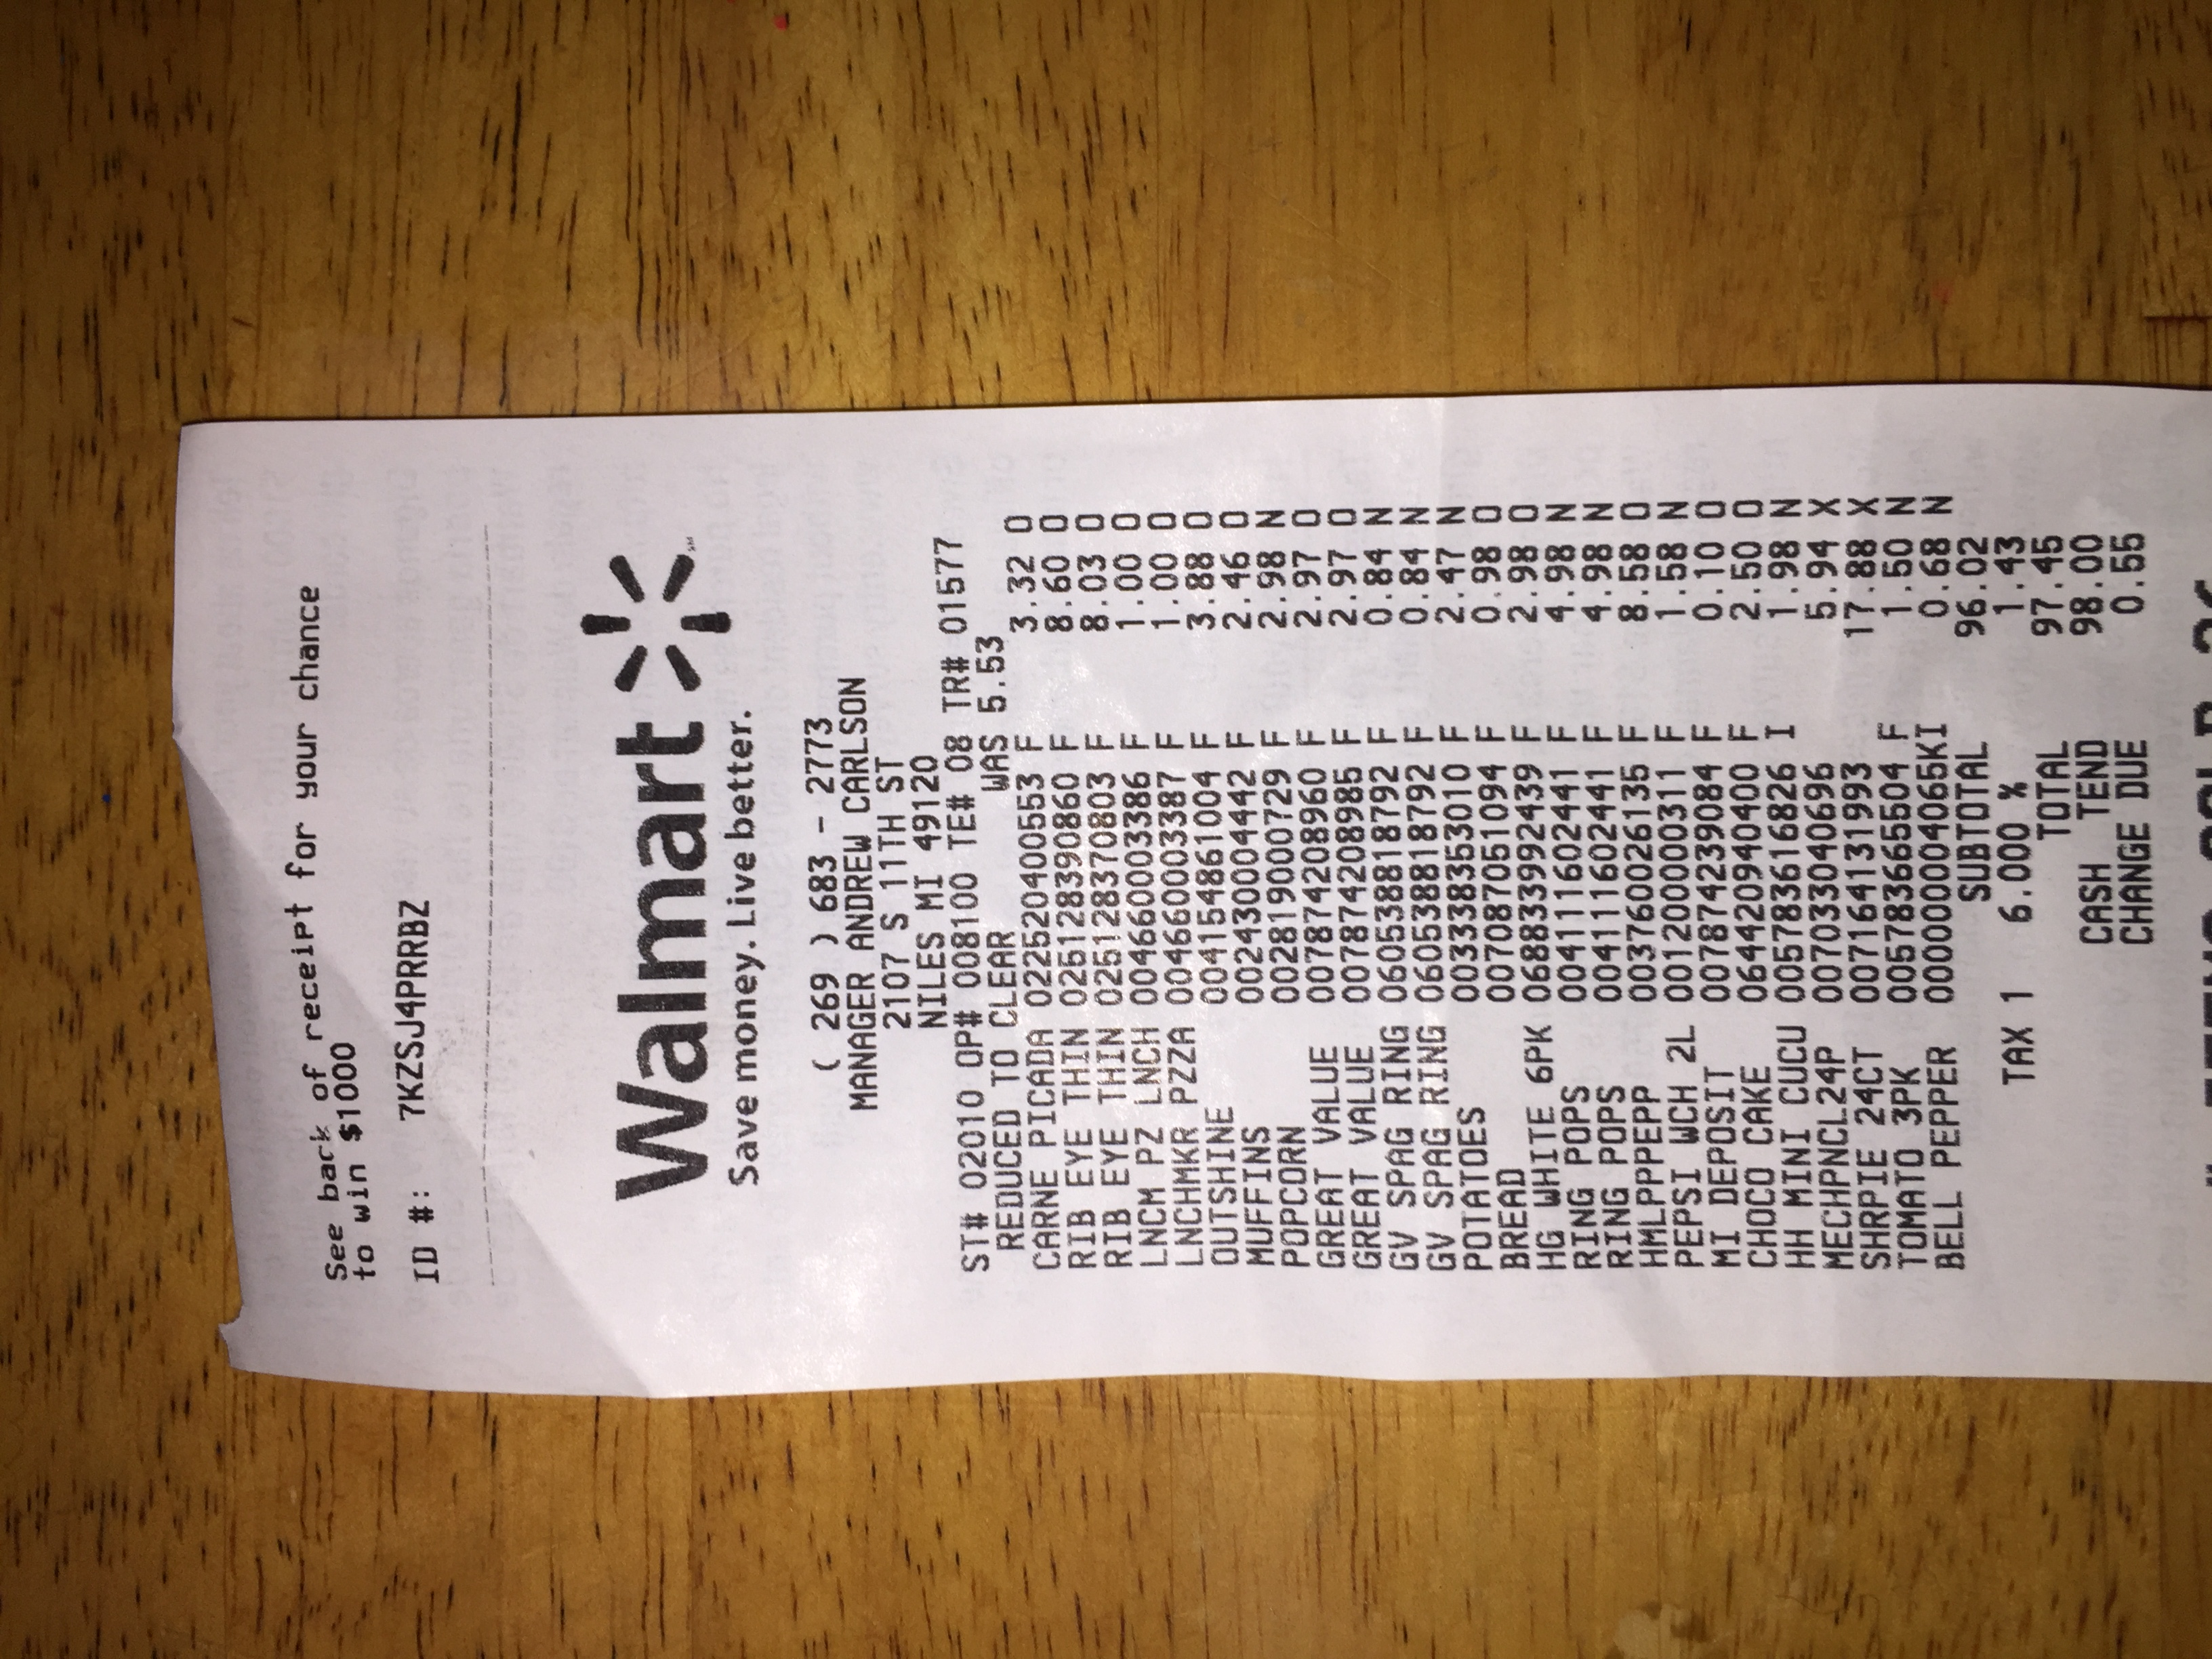 See back of receipt for your chance
to win $1000
ID #: 7KZSJ4PRRBZ
Walmart
Save money. Live better.
( 269 ) 683 - 2773
MANAGER ANDREW CARLSON
2107 S 11TH ST
NILES MI 49120
ST# 02010 OP# 008100 TE# 08 TR# 01577
REDUCED TO CLEAR WAS 5.53
CARNE PICADA 022520400553 F 3.32 O
RIB EYE THIN 025128390860 F 8.60 O
RIB EYE THIN 025128370803 F 8.03 O
LNCM PZ LNCH 004660003386 F 1.00 O
LNCHMKR PZZA 004660003387 F 1.00 O
OUTSHINE 004154861004 F 3.88 O
MUFFINS 002430004442 F 2.46 O
POPCORN 002819000729 F 2.98 N
GREAT VALUE 007874208960 F 2.97 O
GREAT VALUE 007874208985 F 2.97 O
GV SPAG RING 060538818792 F 0.84 N
GV SPAG RING 060538818792 F 0.84 N
POTATOES 003338353010 F 2.47 N
BREAD 007087051094 F 0.98 O
HG WHITE 6PK 068833992439 F 2.98 O
RING POPS 004111602441 F 4.98 N
RING POPS 004111602441 F 4.98 N
HMLPPPEPP 003760026135 F 8.58 O
PEPSI WCH 2L 001200000311 F 1.58 N
MI DEPOSIT 007874239084 F 0.10 O
CHOCO CAKE 064420940400 F 2.50 O
HH MINI CUCU 005783616826 I 1.98 N
MECHPNCL24P 007033040696 5.94 X
SHRPIE 24CT 007164131993 17.88 X
TOMATO 3PK 005783665504 F 1.50 N
BELL PEPPER 000000004065KI 0.68 N
SUBTOTAL 96.02
TAX 1 6.000 % 1.43
TOTAL 97.45
CASH TEND 98.00
CHANGE DUE 0.55
# ITEMS SOLD 26